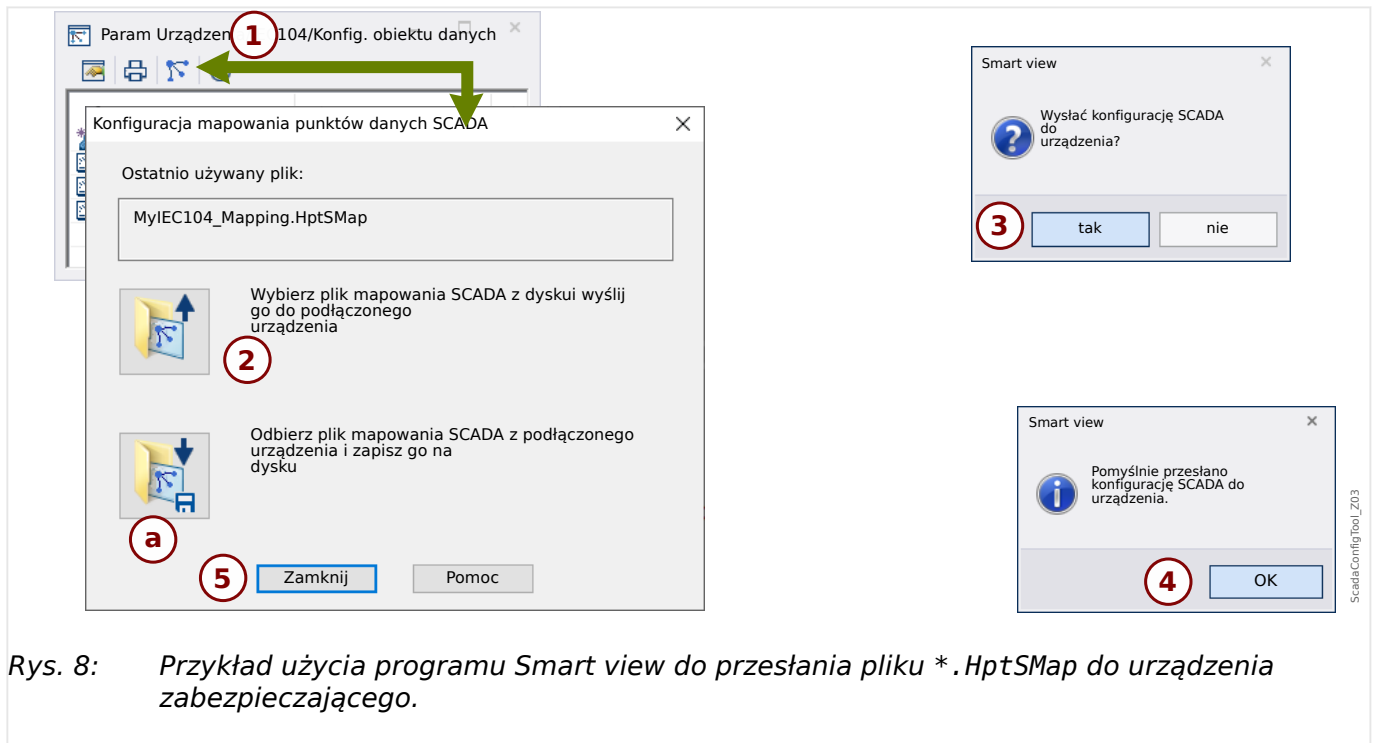 Param Urządzen 1 104/Konfig. obiektu danych
Konfiguracja mapowania punktów danych SCADA
Ostatnio używany plik:
MyIEC104_Mapping.HptSMap
Wybierz plik mapowania SCADA z dyskui wyślij
go do podłączonego
urządzenia
2
Odbierz plik mapowania SCADA z podłączonego
urządzenia i zapisz go na
dysku
a
5 Zamknij Pomoc
Smart view
Wysłać konfigurację SCADA
do
urządzenia?
3 tak nie
Smart view
Pomyślnie przesłano
konfigurację SCADA do
urządzenia.
4 OK
ScadaConfigTool_Z03
Rys. 8: Przykład użycia programu Smart view do przesłania pliku *.HptSMap do urządzenia
zabezpieczającego.